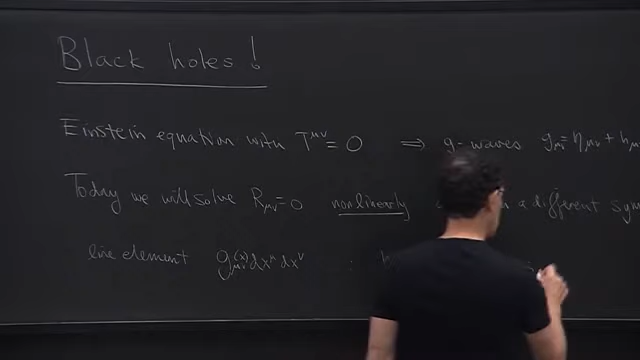 Black holes!
Einstein equation with T^μν = 0 ⇒ g-waves g_μν = η_μν + h_μν
Today we will solve R_μν = 0 nonlinearly a different
line element g_μν(x) dx^μ dx^ν :